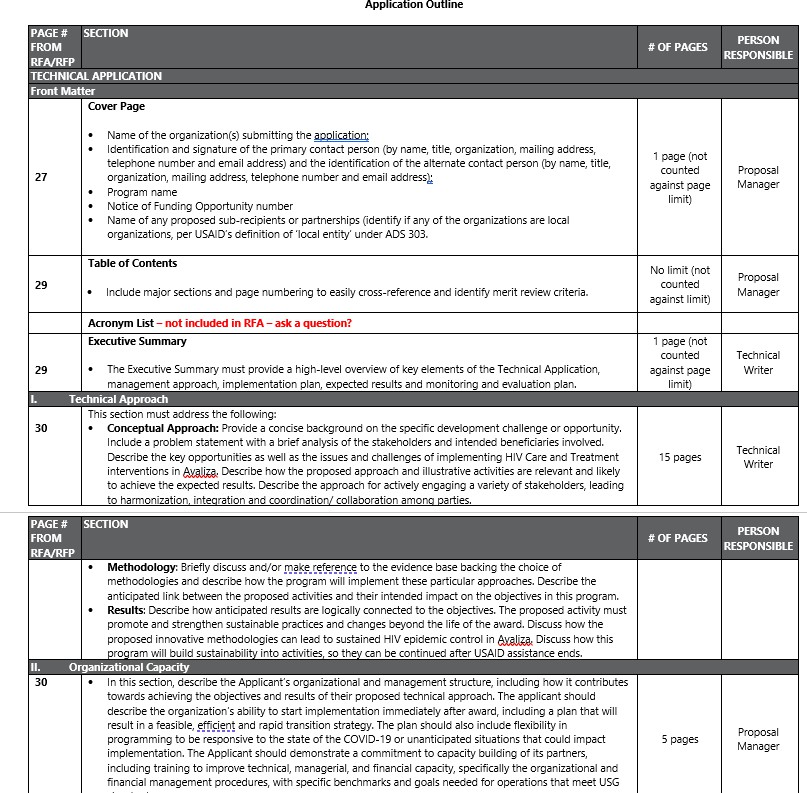 Application Outline
PAGE # SECTION
FROM
RFA/RFP
# OF PAGES
PERSON
RESPONSIBLE
TECHNICAL APPLICATION
Front Matter
27
Cover Page
• Name of the organization(s) submitting the application;
• Identification and signature of the primary contact person (by name, title, organization, mailing address,
telephone number and email address) and the identification of the alternate contact person (by name, title,
organization, mailing address, telephone number and email address);
• Program name
• Notice of Funding Opportunity number
• Name of any proposed sub-recipients or partnerships (identify if any of the organizations are local
organizations, per USAID's definition of 'local entity' under ADS 303.
1 page (not
counted
against page
limit)
Proposal
Manager
29
Table of Contents
• Include major sections and page numbering to easily cross-reference and identify merit review criteria.
No limit (not
counted
against limit)
Proposal
Manager
Acronym List – not included in RFA – ask a question?
29
Executive Summary
• The Executive Summary must provide a high-level overview of key elements of the Technical Application,
management approach, implementation plan, expected results and monitoring and evaluation plan.
1 page (not
counted
against page
limit)
Technical
Writer
I. Technical Approach
30
This section must address the following:
• Conceptual Approach: Provide a concise background on the specific development challenge or opportunity.
Include a problem statement with a brief analysis of the stakeholders and intended beneficiaries involved.
Describe the key opportunities as well as the issues and challenges of implementing HIV Care and Treatment
interventions in Avaliza. Describe how the proposed approach and illustrative activities are relevant and likely
to achieve the expected results. Describe the approach for actively engaging a variety of stakeholders, leading
to harmonization, integration and coordination/ collaboration among parties.
15 pages
Technical
Writer
PAGE # SECTION
FROM
RFA/RFP
# OF PAGES
PERSON
RESPONSIBLE
• Methodology: Briefly discuss and/or make reference to the evidence base backing the choice of
methodologies and describe how the program will implement these particular approaches. Describe the
anticipated link between the proposed activities and their intended impact on the objectives in this program.
• Results: Describe how anticipated results are logically connected to the objectives. The proposed activity must
promote and strengthen sustainable practices and changes beyond the life of the award. Discuss how the
proposed innovative methodologies can lead to sustained HIV epidemic control in Avaliza. Discuss how this
program will build sustainability into activities, so they can be continued after USAID assistance ends.
II. Organizational Capacity
30
• In this section, describe the Applicant's organizational and management structure, including how it contributes
towards achieving the objectives and results of their proposed technical approach. The applicant should
describe the organization's ability to start implementation immediately after award, including a plan that will
result in a feasible, efficient and rapid transition strategy. The plan should also include flexibility in
programming to be responsive to the state of the COVID-19 or unanticipated situations that could impact
implementation. The Applicant should demonstrate a commitment to capacity building of its partners,
including training to improve technical, managerial, and financial capacity, specifically the organizational and
financial management procedures, with specific benchmarks and goals needed for operations that meet USG
5 pages
Proposal
Manager